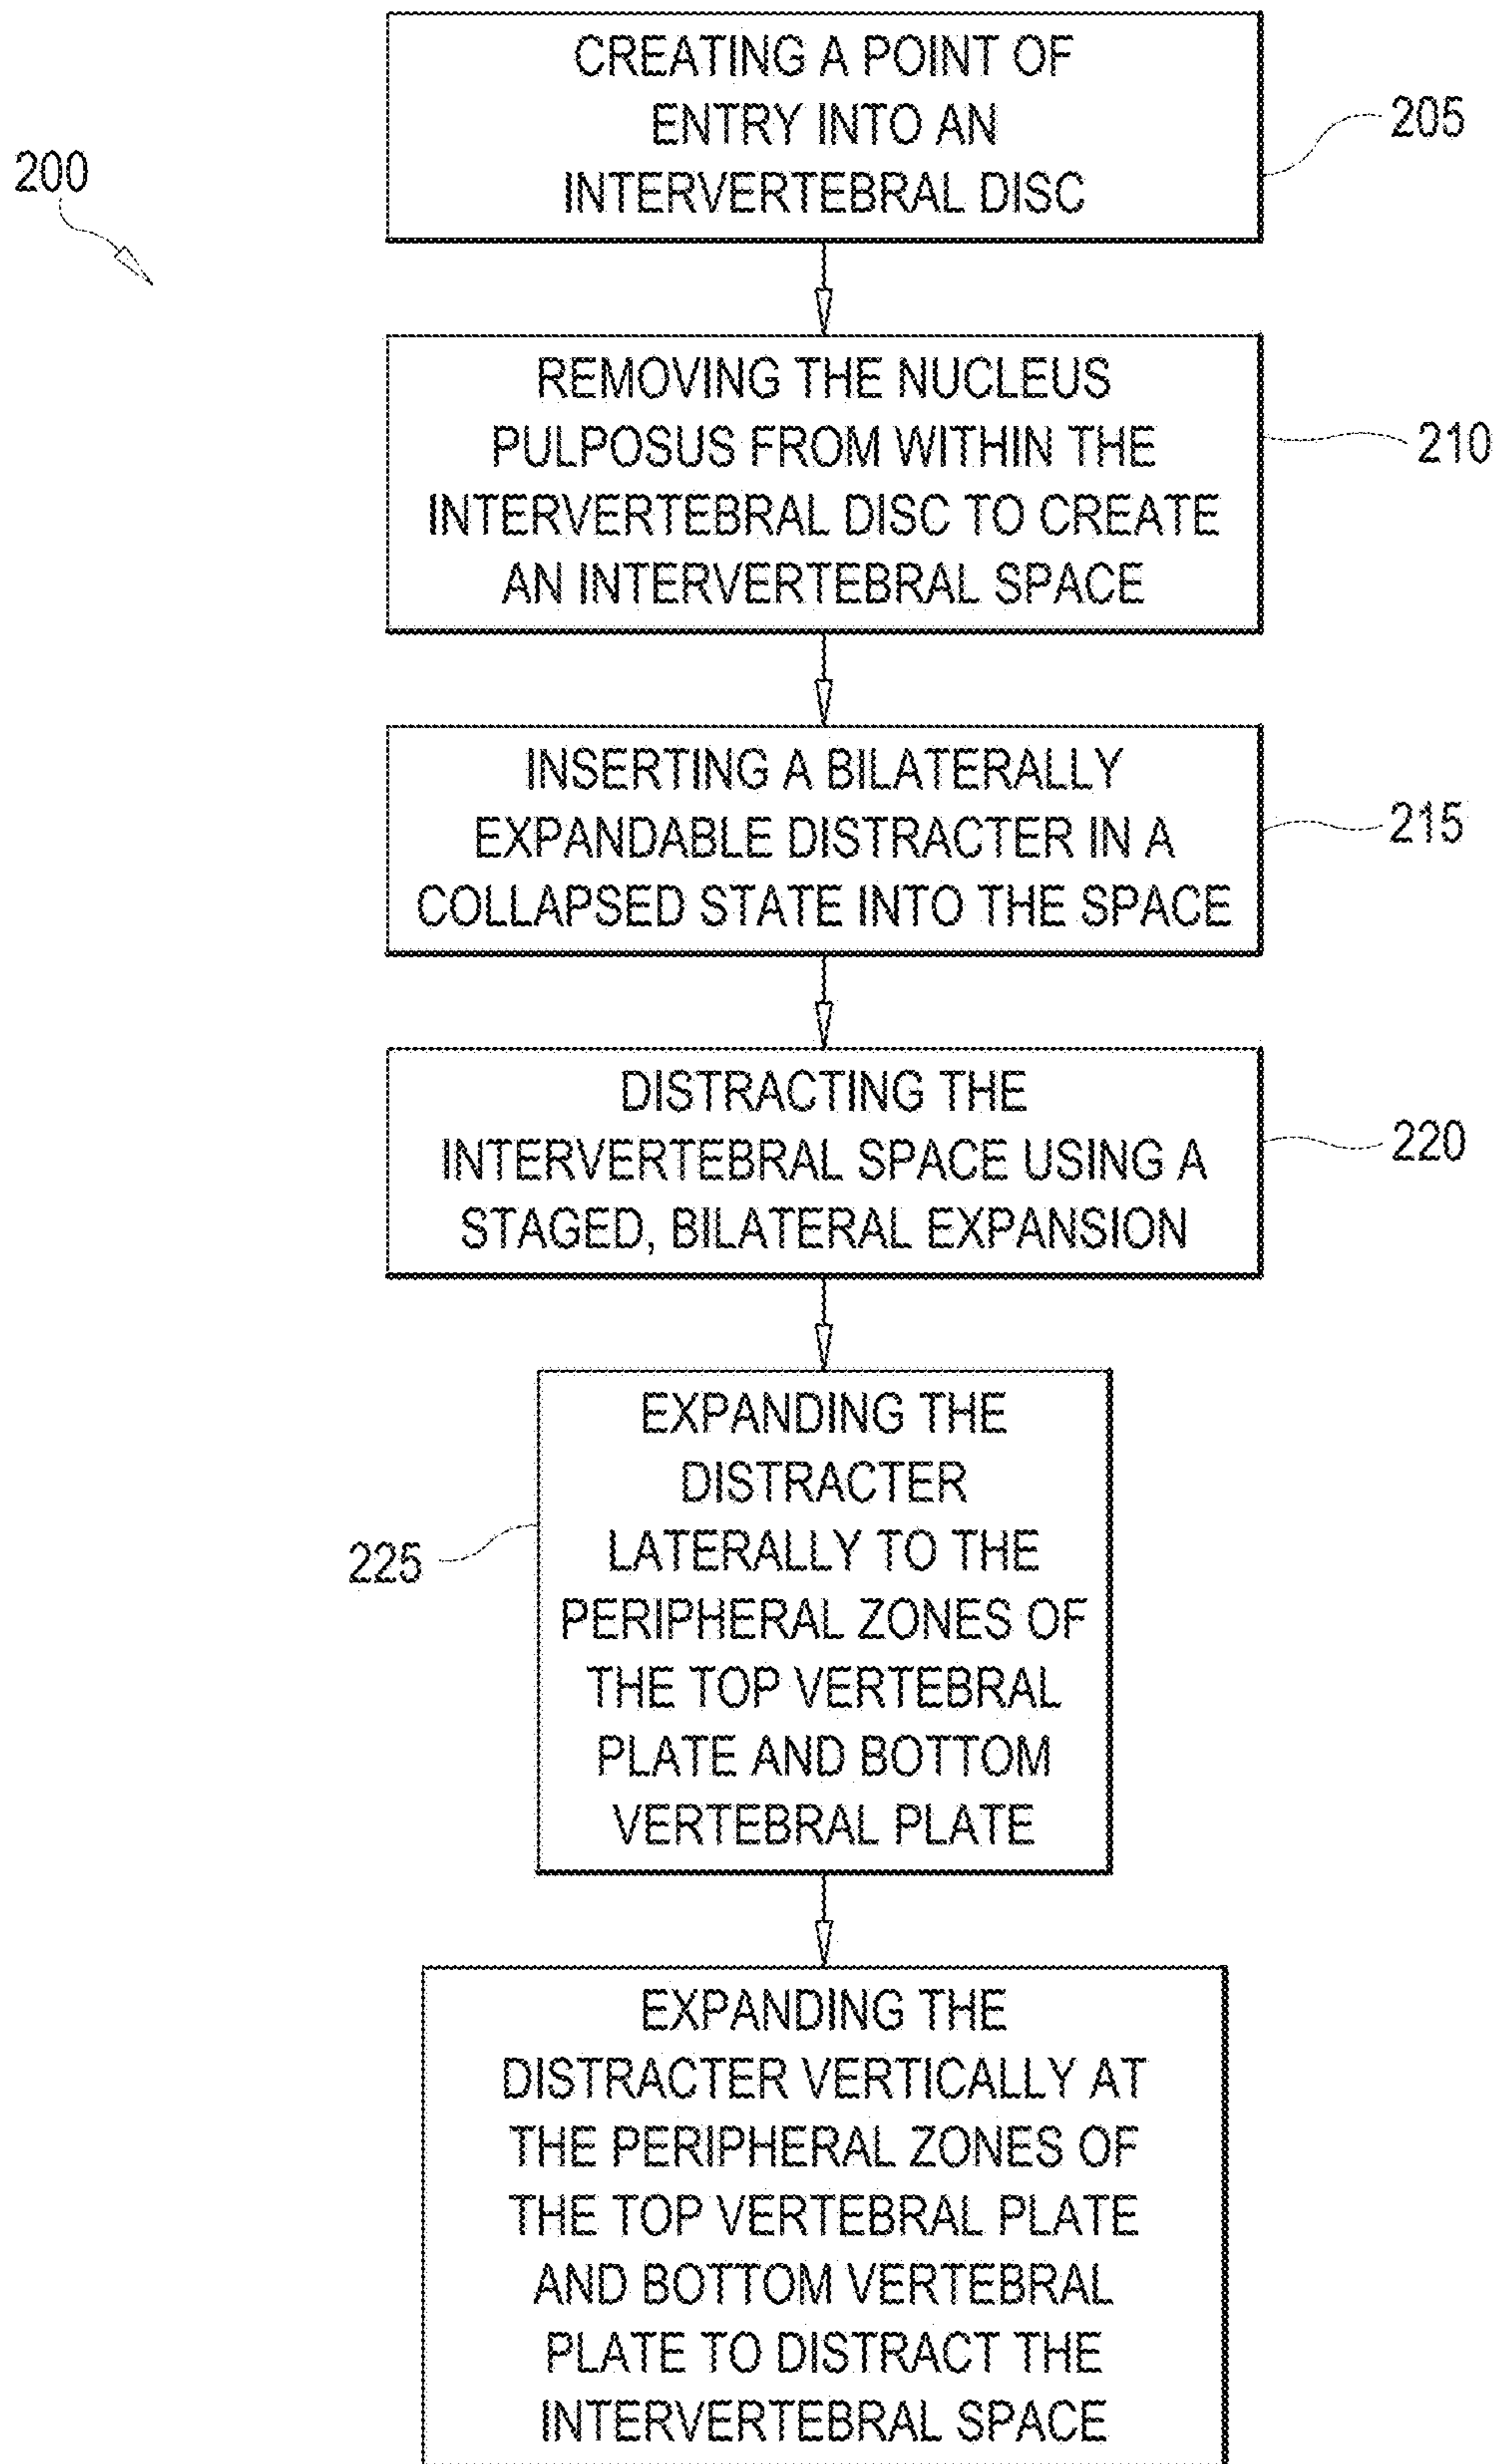 200
CREATING A POINT OF
ENTRY INTO AN
INTERVERTEBRAL DISC
205
REMOVING THE NUCLEUS
PULPOSUS FROM WITHIN THE
INTERVERTEBRAL DISC TO CREATE
AN INTERVERTEBRAL SPACE
210
INSERTING A BILATERALLY
EXPANDABLE DISTRACTER IN A
COLLAPSED STATE INTO THE SPACE
215
DISTRACTING THE
INTERVERTEBRAL SPACE USING A
STAGED, BILATERAL EXPANSION
220
EXPANDING THE
DISTRACTER
LATERALLY TO THE
PERIPHERAL ZONES OF
THE TOP VERTEBRAL
PLATE AND BOTTOM
VERTEBRAL PLATE
225
EXPANDING THE
DISTRACTER VERTICALLY AT
THE PERIPHERAL ZONES OF
THE TOP VERTEBRAL PLATE
AND BOTTOM VERTEBRAL
PLATE TO DISTRACT THE
INTERVERTEBRAL SPACE